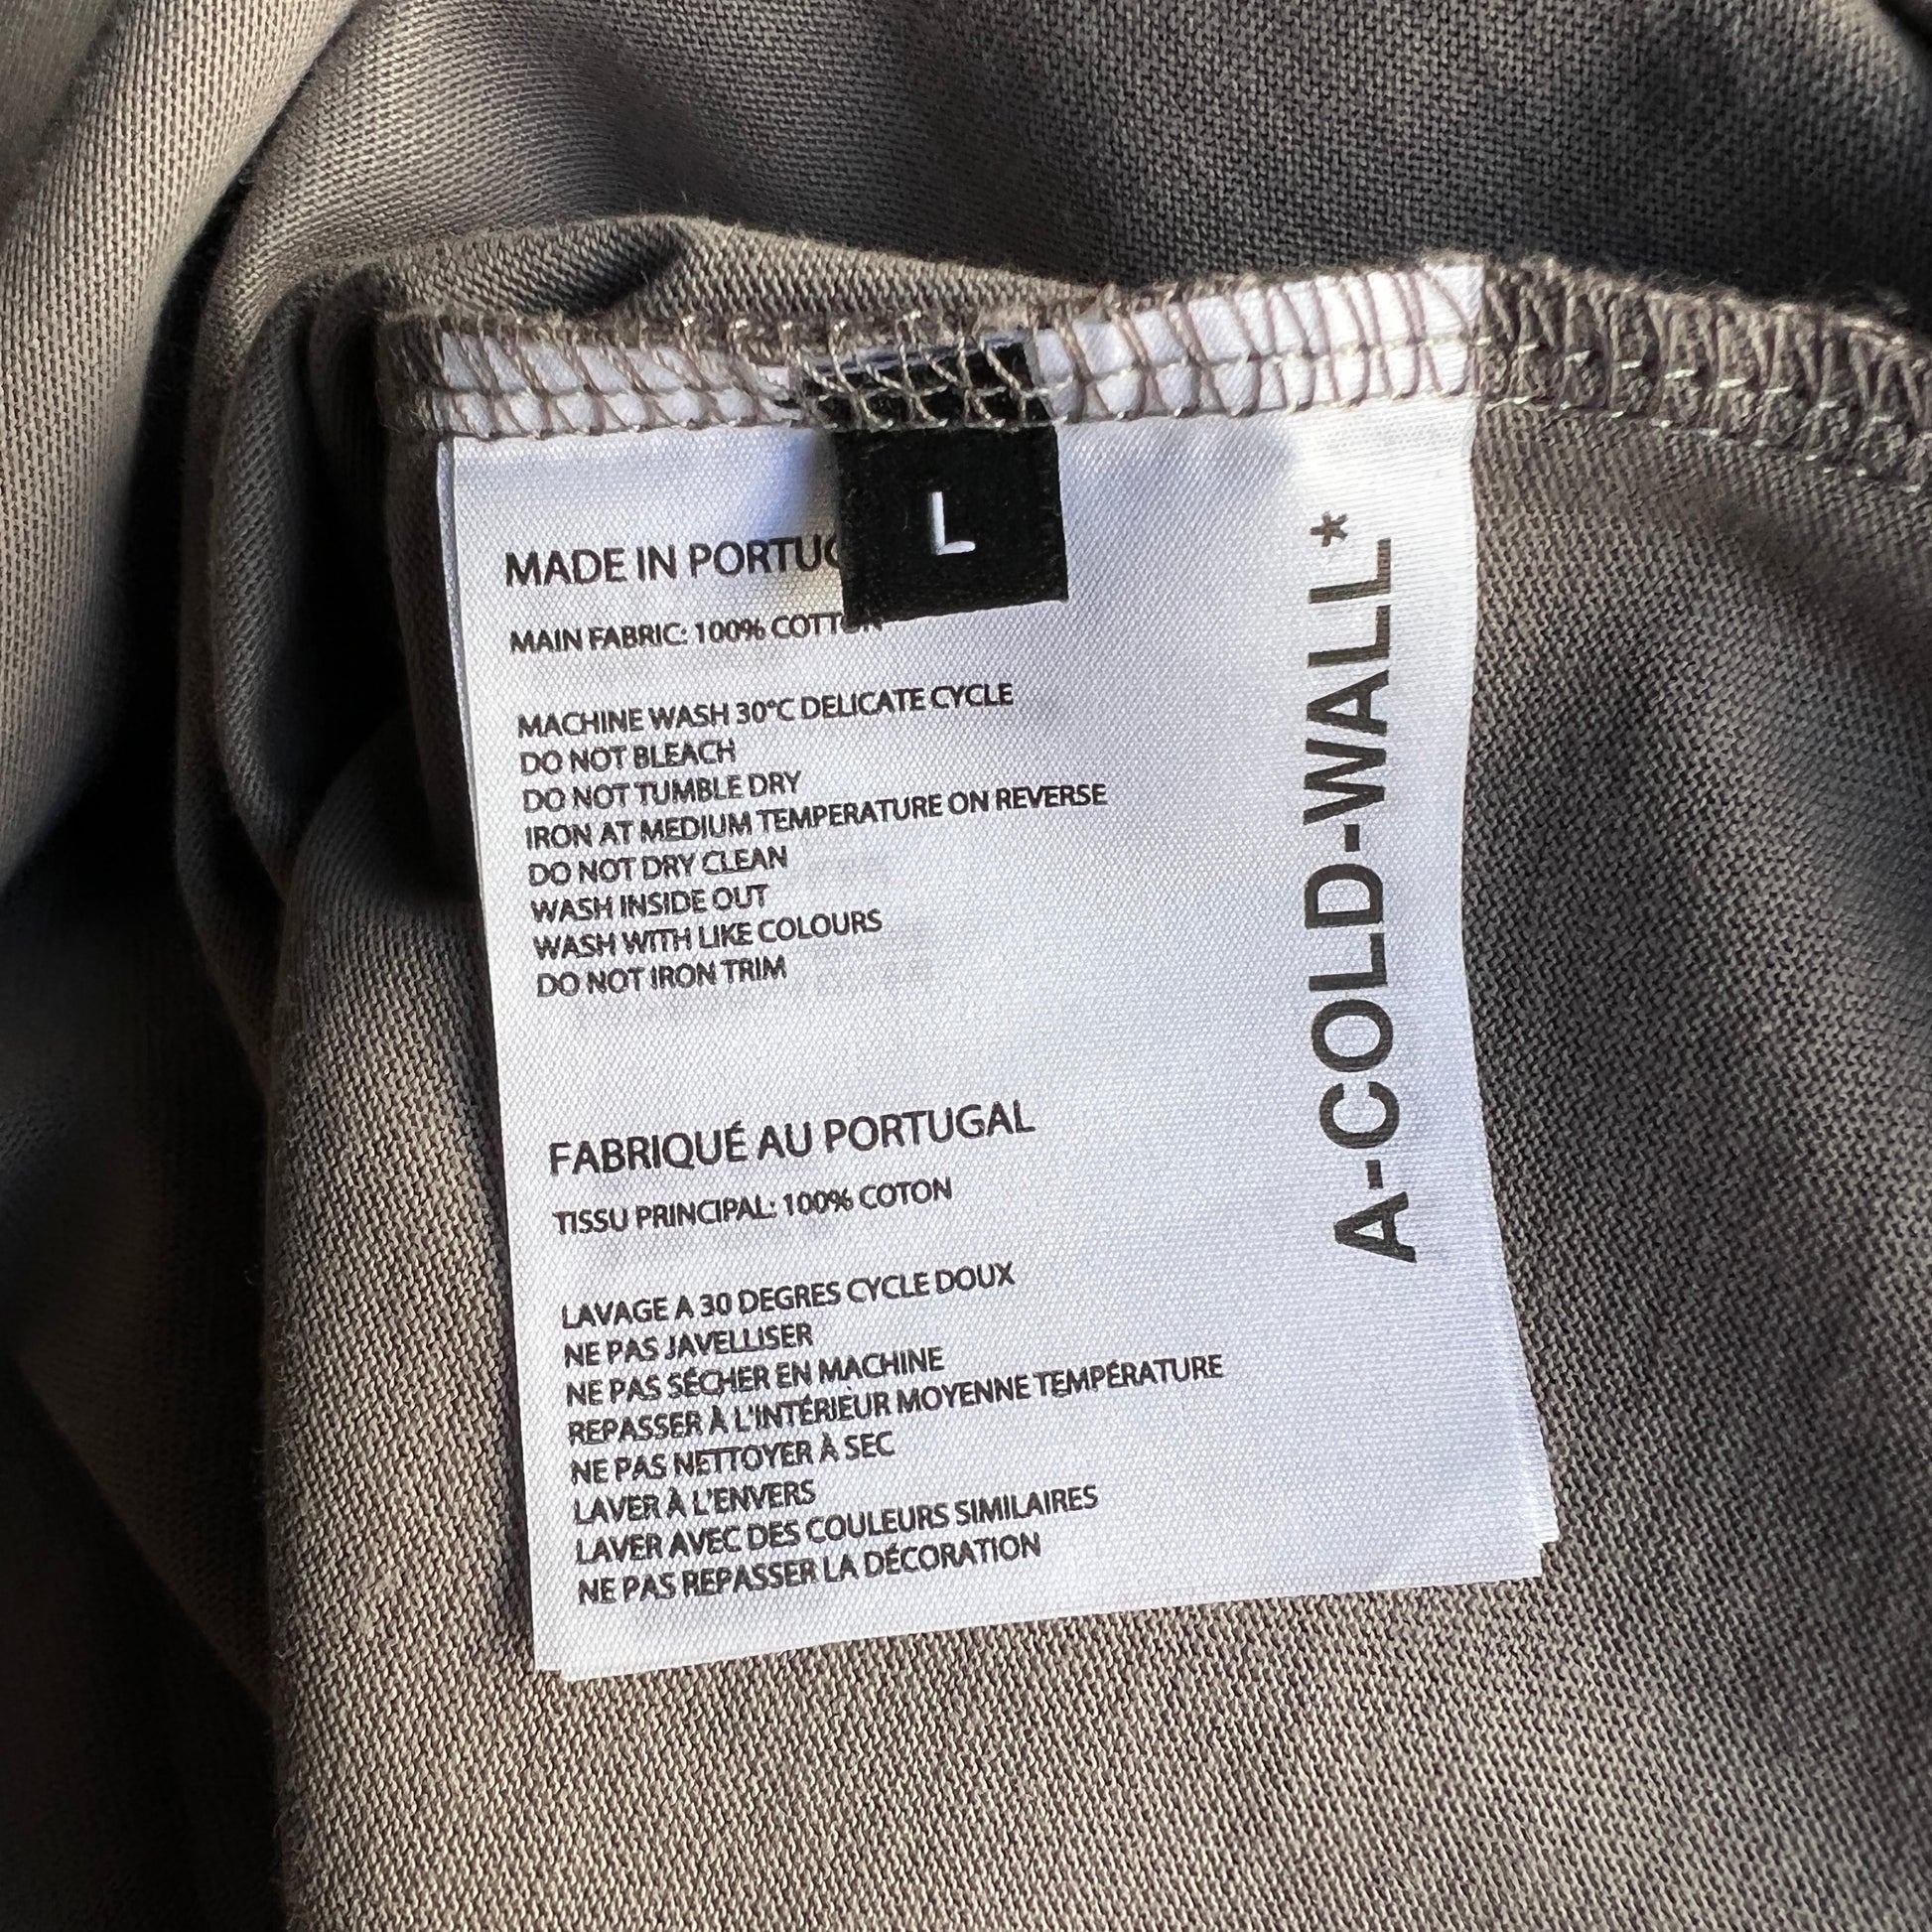 L
MADE IN PORTUG
MAIN FABRIC: 100% COTTON
MACHINE WASH 30°C DELICATE CYCLE
DO NOT BLEACH
DO NOT TUMBLE DRY
IRON AT MEDIUM TEMPERATURE ON REVERSE
DO NOT DRY CLEAN
WASH INSIDE OUT
WASH WITH LIKE COLOURS
DO NOT IRON TRIM
FABRIQUÉ AU PORTUGAL
TISSU PRINCIPAL: 100% COTON
LAVAGE A 30 DEGRES CYCLE DOUX
NE PAS JAVELLISER
NE PAS SÉCHER EN MACHINE
REPASSER À L'INTÉRIEUR MOYENNE TEMPÉRATURE
NE PAS NETTOYER À SEC
LAVER À L'ENVERS
LAVER AVEC DES COULEURS SIMILAIRES
NE PAS REPASSER LA DÉCORATION
A-COLD-WALL*